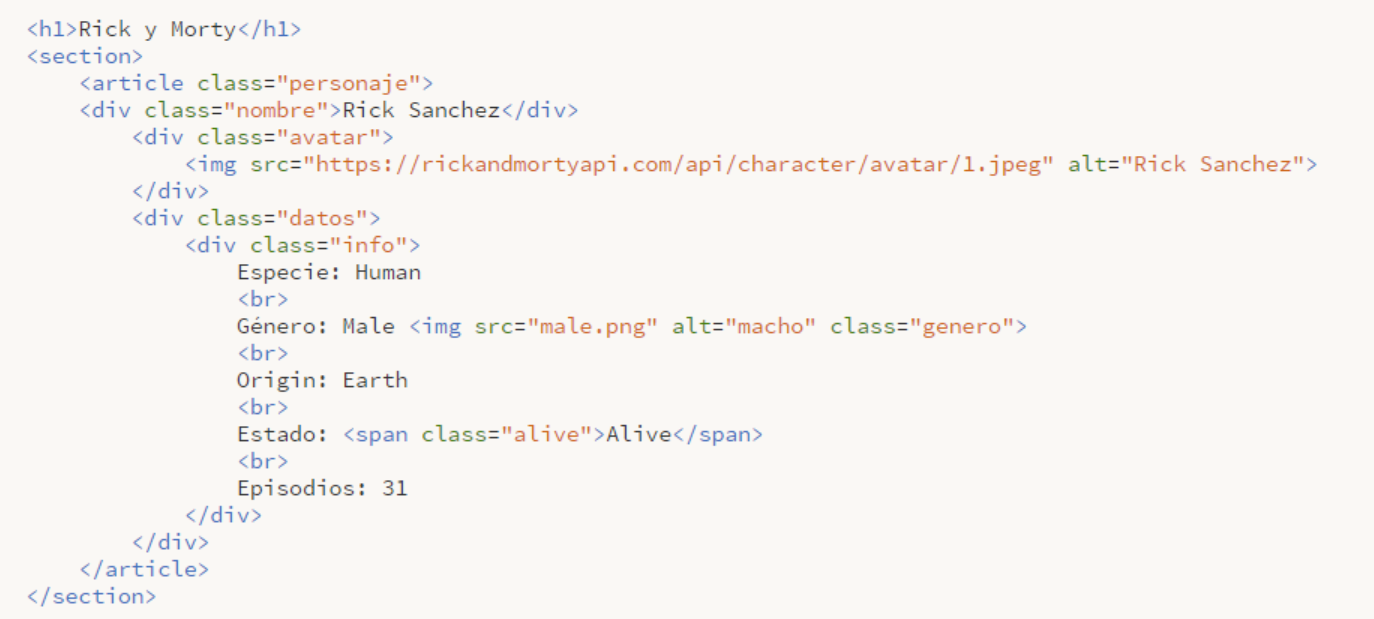 <h1>Rick y Morty</h1>
<section>
    <article class="personaje">
    <div class="nombre">Rick Sanchez</div>
        <div class="avatar">
            <img src="https://rickandmortyapi.com/api/character/avatar/1.jpeg" alt="Rick Sanchez">
        </div>
        <div class="datos">
            <div class="info">
                Especie: Human
                <br>
                Género: Male <img src="male.png" alt="macho" class="genero">
                <br>
                Origin: Earth
                <br>
                Estado: <span class="alive">Alive</span>
                <br>
                Episodios: 31
            </div>
        </div>
    </article>
</section>